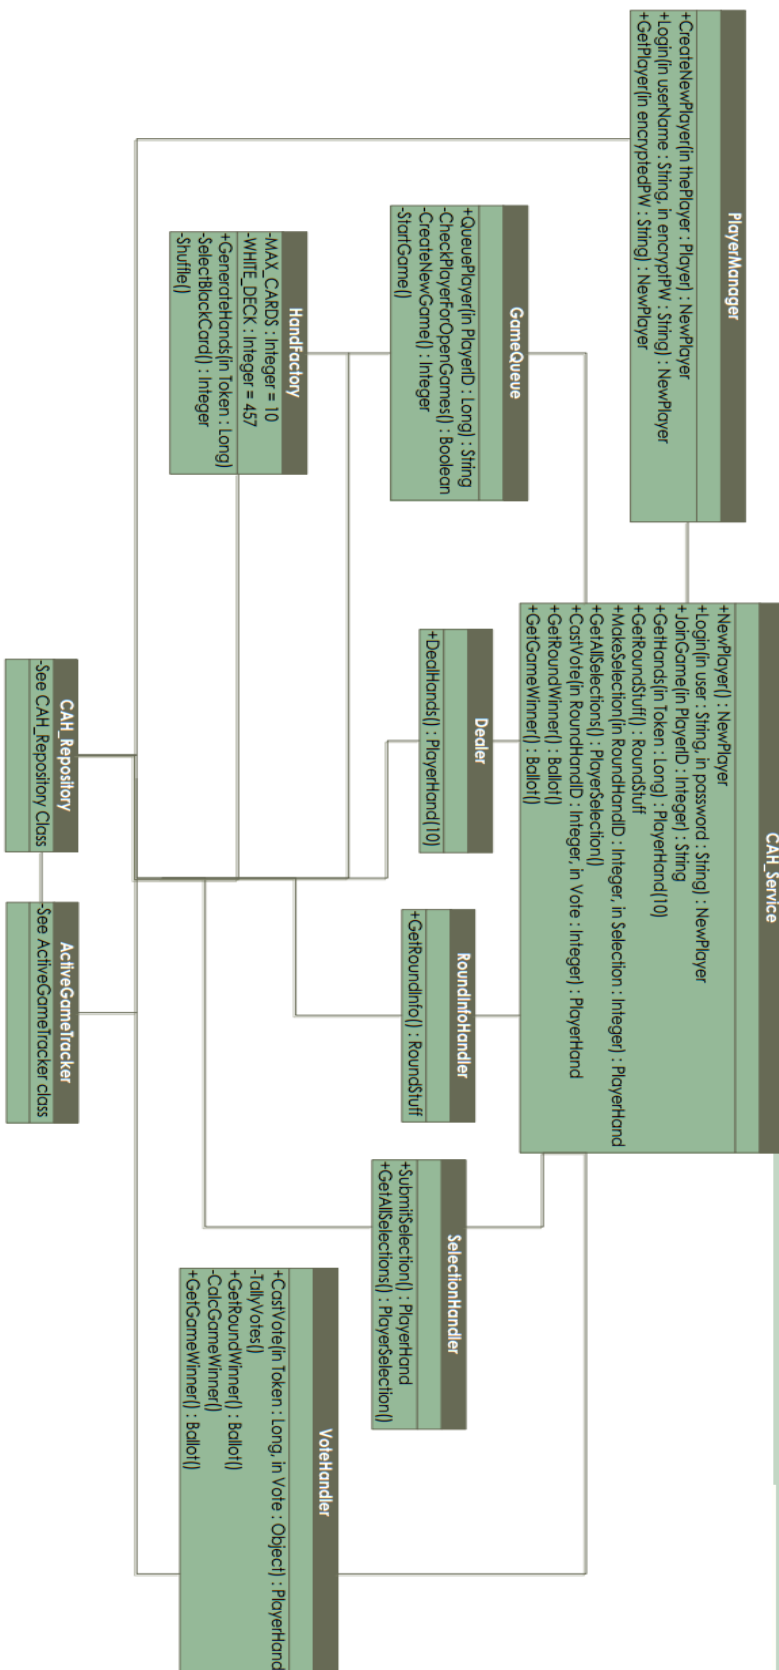 CAH_Service
+NewPlayer() : NewPlayer
+Login(in user : String, in password : String) : NewPlayer
+JoinGame(in PlayerID : Integer) : String
+GetHands(in Token : Long) : PlayerHand(10)
+GetRoundStuff() : RoundStuff
+MakeSelection(in RoundHandID : Integer, in Selection : Integer) : PlayerHand
+GetAllSelections() : PlayerSelection()
+CastVote(in RoundHandID : Integer, in Vote : Integer) : PlayerHand
+GetRoundWinner() : Ballot()
+GetGameWinner() : Ballot()
PlayerManager
+CreateNewPlayer(in thePlayer : Player) : NewPlayer
+Login(in userName : String, in encryptPW : String) : NewPlayer
+GetPlayer(in encryptedPW : String) : NewPlayer
GameQueue
+QueuePlayer(in PlayerID : Long) : String
-CheckPlayerForOpenGames() : Boolean
-CreateNewGame() : Integer
-StartGame()
Dealer
+DealHands() : PlayerHand(10)
RoundInfoHandler
+GetRoundInfo() : RoundStuff
SelectionHandler
+SubmitSelection() : PlayerHand
+GetAllSelections() : PlayerSelection()
HandFactory
-MAX_CARDS : Integer = 10
-WHITE_DECK : Integer = 457
+GenerateHands(in Token : Long)
-SelectBlackCard() : Integer
-Shuffle()
VoteHandler
+CastVote(in Token : Long, in Vote : Object) : PlayerHand
-TallyVotes()
+GetRoundWinner() : Ballot()
-CalcGameWinner()
+GetGameWinner() : Ballot()
CAH_Repository
-See CAH_Repository Class
ActiveGameTracker
-See ActiveGameTracker class